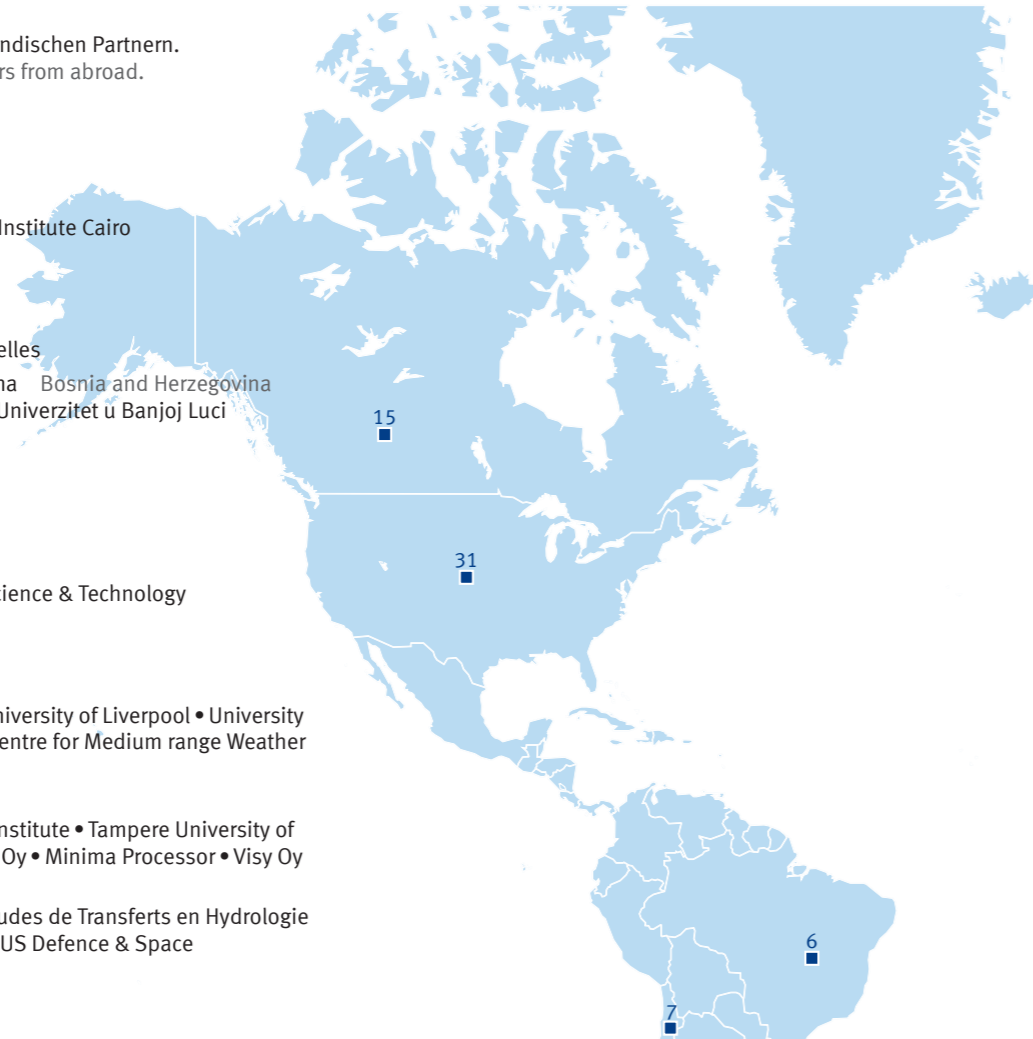 ndischen Partnern.
rs from abroad.
Institute Cairo
elles
na Bosnia and Herzegovina
Univerzitet u Banjoj Luci
15
31
cience & Technology
niversity of Liverpool • University
entre for Medium range Weather
nstitute • Tampere University of
Oy • Minima Processor • Visy Oy
udes de Transferts en Hydrologie
US Defence & Space
6
7